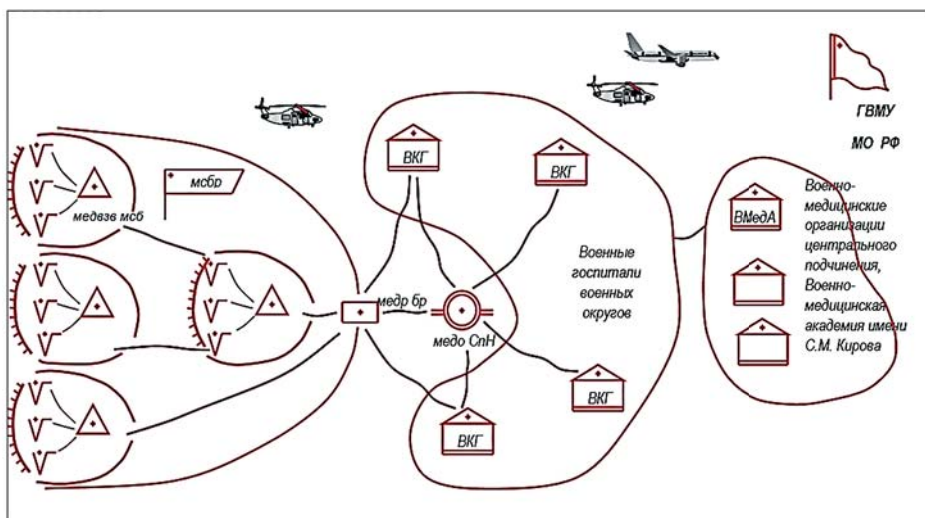 ГВМУ
МО РФ
ВКГ
ВКГ
мсбр
медвзв мсб
ВМедА
Военно-
медицинские
организации
центрального
подчинения,
Военно-
медицинская
академия имени
С.М. Кирова
Военные
госпитали
военных
округов
медр бр
медо СпН
ВКГ
ВКГ